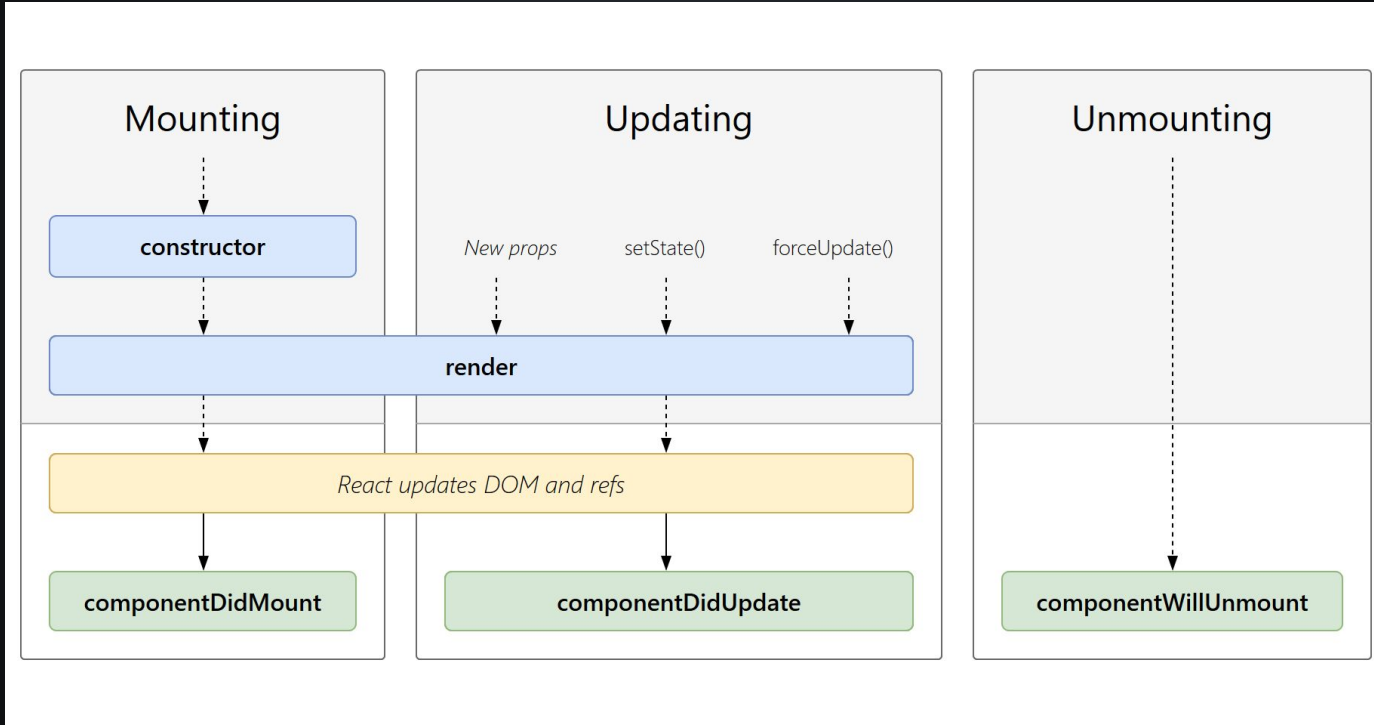 Mounting
Updating
Unmounting
constructor
New props
setState()
forceUpdate()
render
React updates DOM and refs
componentDidMount
componentDidUpdate
componentWillUnmount